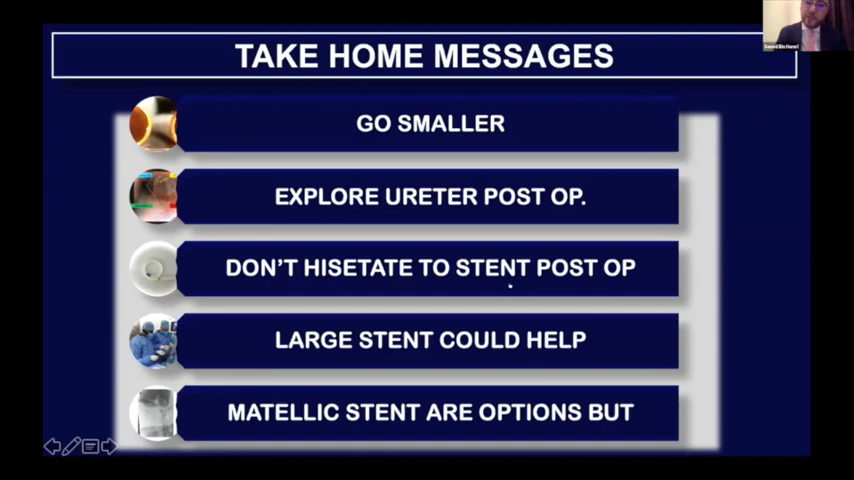 TAKE HOME MESSAGES
GO SMALLER
EXPLORE URETER POST OP.
DON'T HISETATE TO STENT POST OP
LARGE STENT COULD HELP
MATELLIC STENT ARE OPTIONS BUT